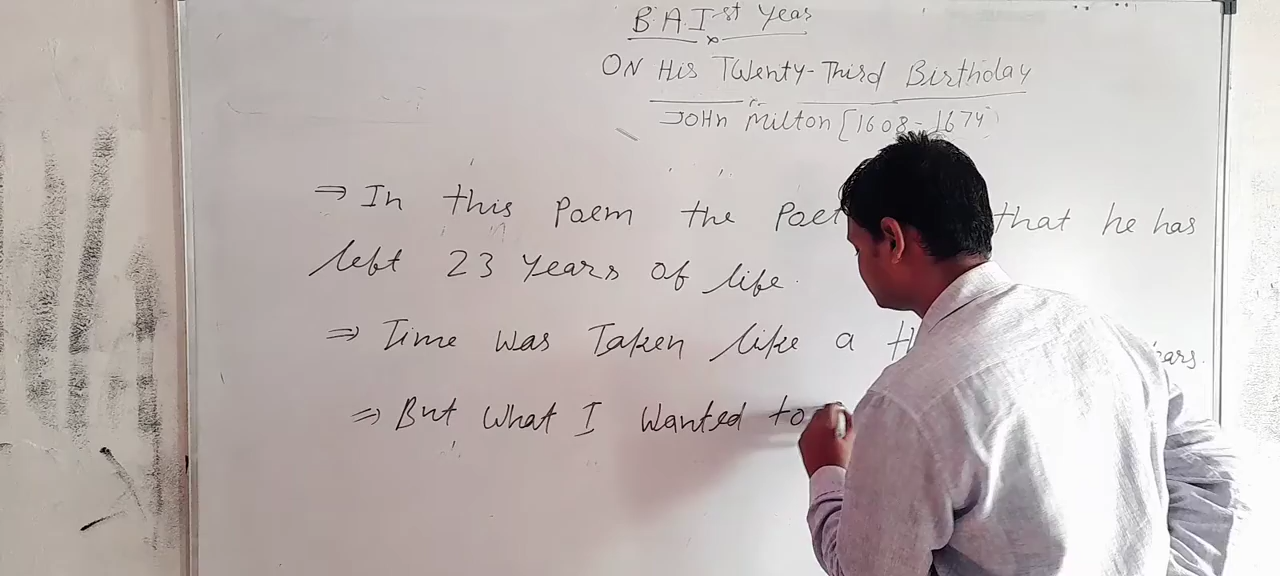 B.A Ist Year
ON His Twenty-Third Birthday
John Milton [1608-1674]
⇒ In this Poem the Poet that he has
left 23 years of life.
⇒ Time was Taken like a
⇒ But What I Wanted to